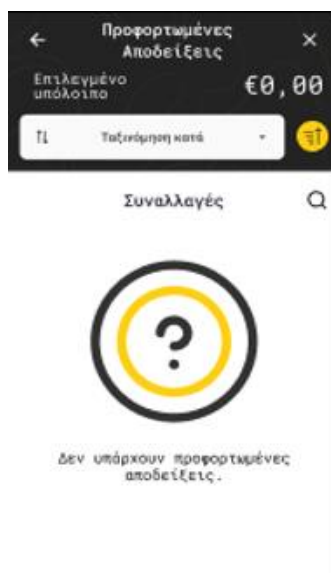 Προφορτωμένες
Αποδείξεις
Επιλεγμένο
υπόλοιπο
€0,00
Ταξινόμηση κατά
Συναλλαγές
?
Δεν υπάρχουν προφορτωμένες
αποδείξεις.